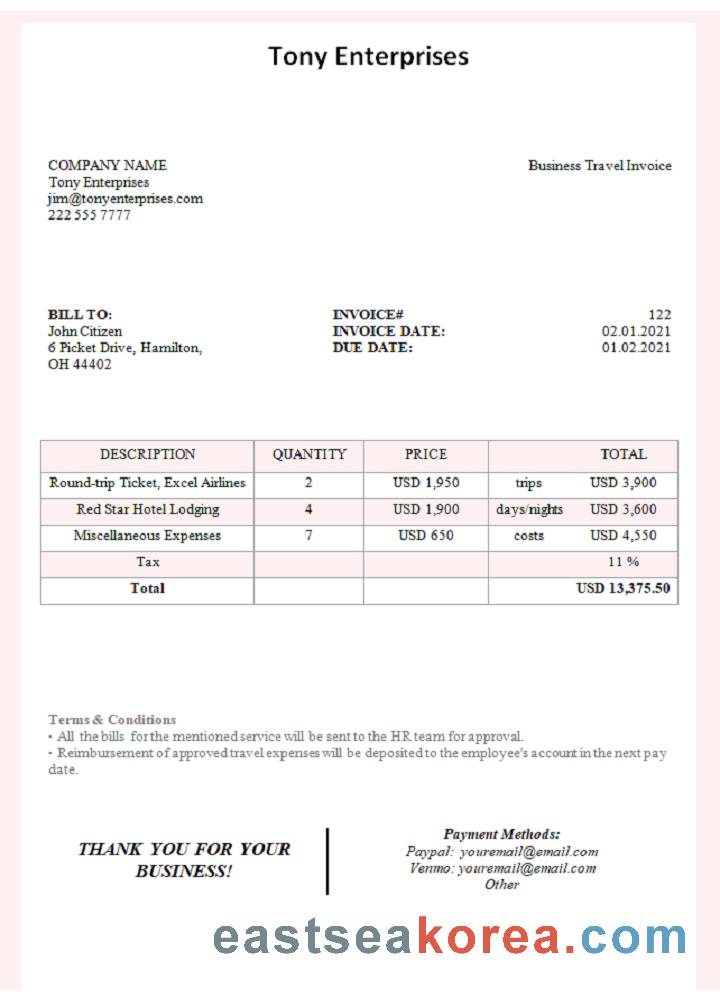 Tony Enterprises
COMPANY NAME
Tony Enterprises
jim@tonyenterprises.com
222 555 7777
Business Travel Invoice
BILL TO:
John Citizen
6 Picket Drive, Hamilton,
OH 44402
INVOICE# 122
INVOICE DATE: 02.01.2021
DUE DATE: 01.02.2021
DESCRIPTION QUANTITY PRICE TOTAL
Round-trip Ticket, Excel Airlines 2 USD 1,950 trips USD 3,900
Red Star Hotel Lodging 4 USD 1,900 days/nights USD 3,600
Miscellaneous Expenses 7 USD 650 costs USD 4,550
Tax 11 %
Total USD 13,375.50
Terms & Conditions
• All the bills for the mentioned service will be sent to the HR team for approval.
• Reimbursement of approved travel expenses will be deposited to the employee's account in the next pay
date.
THANK YOU FOR YOUR
BUSINESS!
Payment Methods:
Paypal: youremail@email.com
Venmo: youremail@email.com
Other
eastseakorea.com